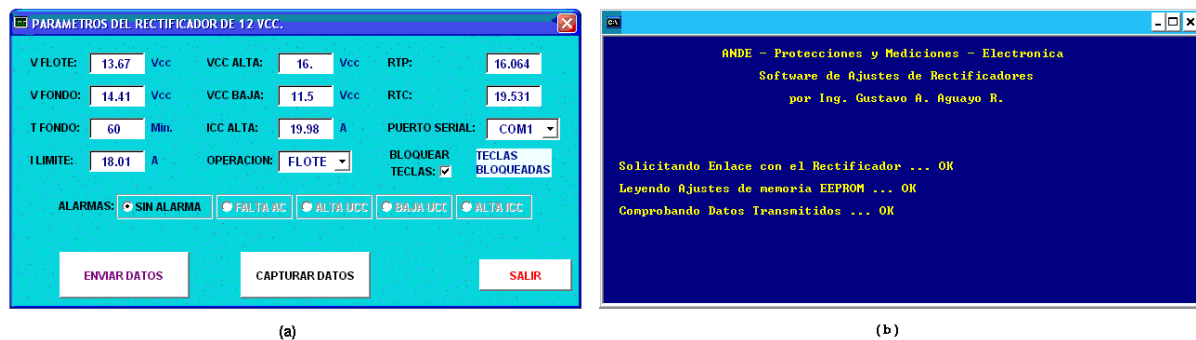 PARAMETROS DEL RECTIFICADOR DE 12 VCC.
V FLOTE: 13.67 Vcc VCC ALTA: 16. Vcc RTP: 16.064
V FONDO: 14.41 Vcc VCC BAJA: 11.5 Vcc RTC: 19.531
T FONDO: 60 Min. ICC ALTA: 19.98 A PUERTO SERIAL: COM1
I LIMITE: 18.01 A OPERACION: FLOTE BLOQUEAR TECLAS: TECLAS BLOQUEADAS
ALARMAS: SIN ALARMA FALTA AC ALTA UCC BAJA UCC ALTA ICC
ENVIAR DATOS CAPTURAR DATOS SALIR
(a)
C:\
ANDE - Protecciones y Mediciones - Electronica
Software de Ajustes de Rectificadores
por Ing. Gustavo A. Aguayo R.
Solicitando Enlace con el Rectificador ... OK
Leyendo Ajustes de memoria EEPROM ... OK
Comprobando Datos Transmitidos ... OK
(b)